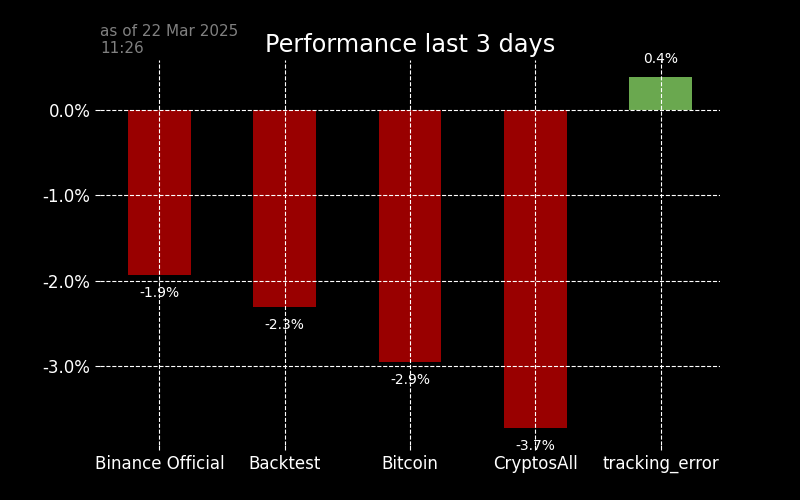 as of 22 Mar 2025
11:26
Performance last 3 days
0.4%
0.0%
-1.0%
-2.0%
-3.0%
-1.9%
-2.3%
-2.9%
-3.7%
Binance Official
Backtest
Bitcoin
CryptosAll
tracking_error